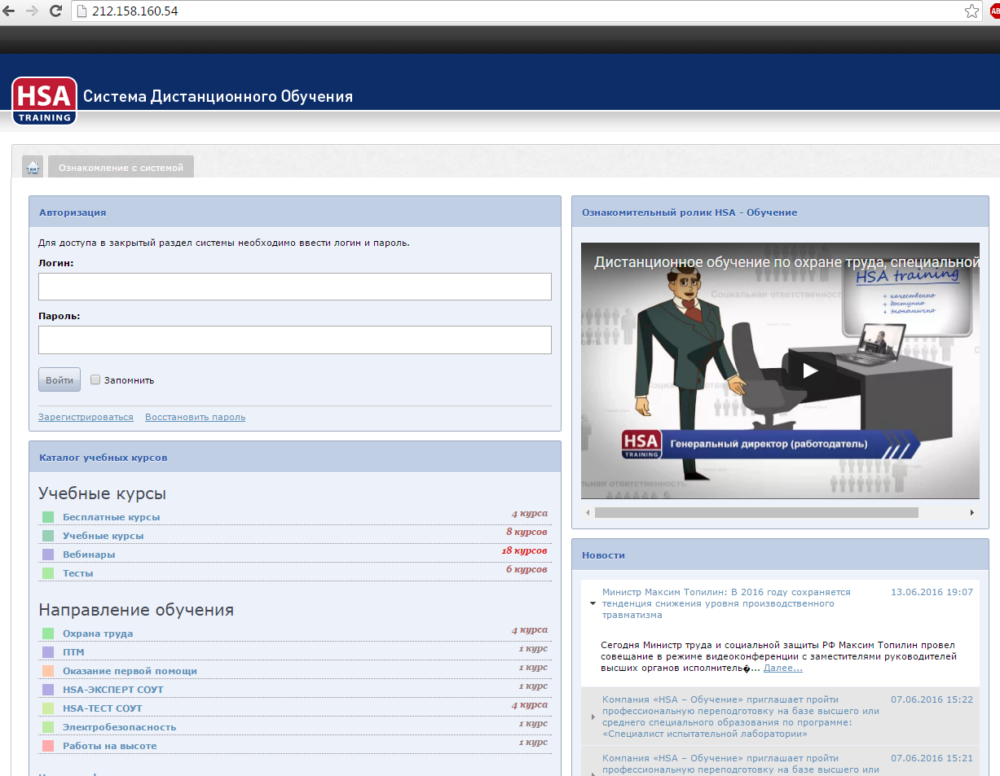 212.158.160.54
HSA
TRAINING
Система Дистанционного Обучения
Ознакомление с системой
Авторизация
Для доступа в закрытый раздел системы необходимо ввести логин и пароль.
Логин:
Пароль:
Войти
Запомнить
Зарегистрироваться Восстановить пароль
Каталог учебных курсов
Учебные курсы
Бесплатные курсы 4 курса
Учебные курсы 8 курсов
Вебинары 18 курсов
Тесты 6 курсов
Направление обучения
Охрана труда 4 курса
ПТМ 1 курс
Оказание первой помощи 1 курс
HSA-ЭКСПЕРТ СОУТ 1 курс
HSA-ТЕСТ СОУТ 4 курса
Электробезопасность 1 курс
Работы на высоте 1 курс
Ознакомительный ролик HSA - Обучение
Дистанционное обучение по охране труда, специальной
HSA training
+ качественно
+ доступно
+ экономично
Социальная ответственност
HSA
TRAINING
Генеральный директор (работодатель)
льная ответственность
Новости
Министр Максим Топилин: В 2016 году сохраняется 13.06.2016 19:07
тенденция снижения уровня производственного
травматизма
Сегодня Министр труда и социальной защиты РФ Максим Топилин провел
совещание в режиме видеоконференции с заместителями руководителей
высших органов исполнитель�... Далее...
Компания «HSA – Обучение» приглашает пройти 07.06.2016 15:22
профессиональную переподготовку на базе высшего или
среднего специального образования по программе:
«Специалист испытательной лаборатории»
Компания «HSA – Обучение» приглашает пройти 07.06.2016 15:21
профессиональную переподготовку на базе высшего или